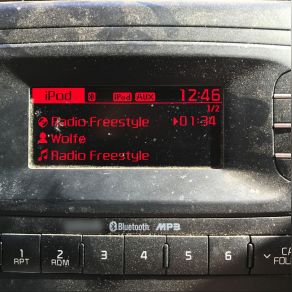 iPod iPod AUX 12:46
1/2
Radio Freestyle ▶01:34
Wolfe
Radio Freestyle
Bluetooth MP3
1 RPT 2 RDM 3 4 5 6
FOL